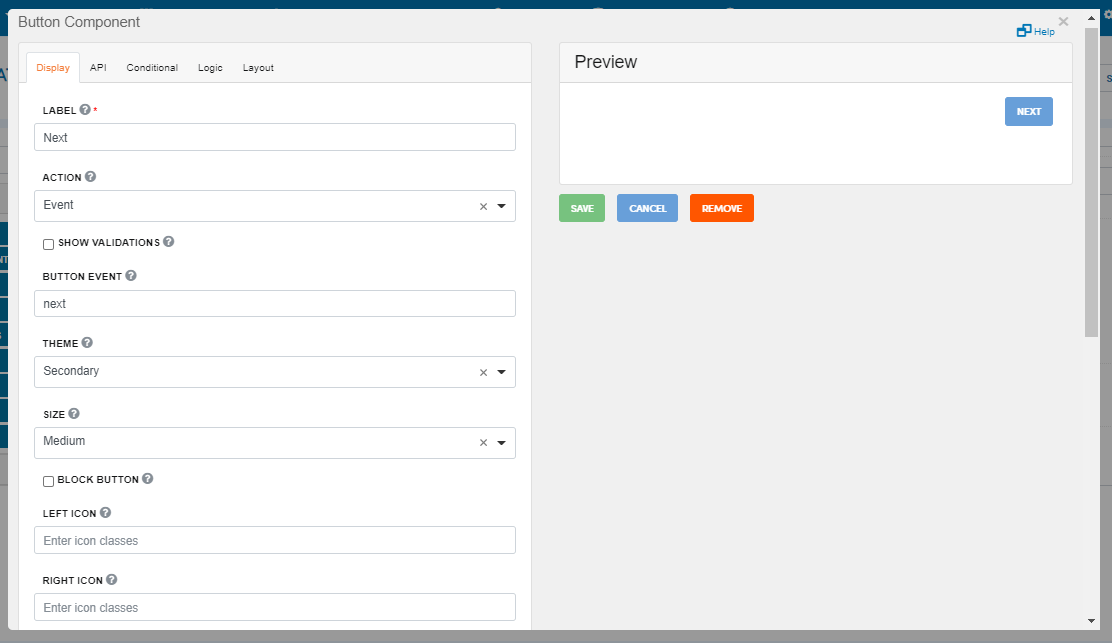 Button Component
Help
Display API Conditional Logic Layout
LABEL *
Next
ACTION
Event
SHOW VALIDATIONS
BUTTON EVENT
next
THEME
Secondary
SIZE
Medium
BLOCK BUTTON
LEFT ICON
Enter icon classes
RIGHT ICON
Enter icon classes
Preview
NEXT
SAVE CANCEL REMOVE